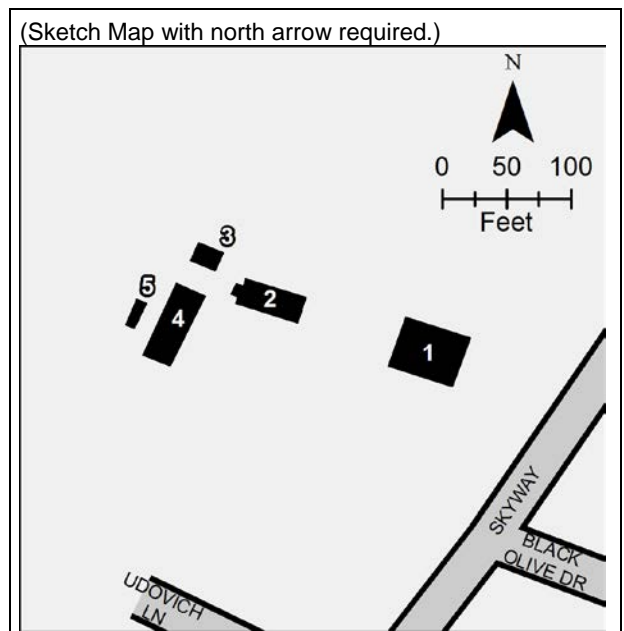 (Sketch Map with north arrow required.)
N
0 50 100
Feet
3
5
2
4
1
SKYWAY
BLACK
OLIVE DR
UDOVICH
LN